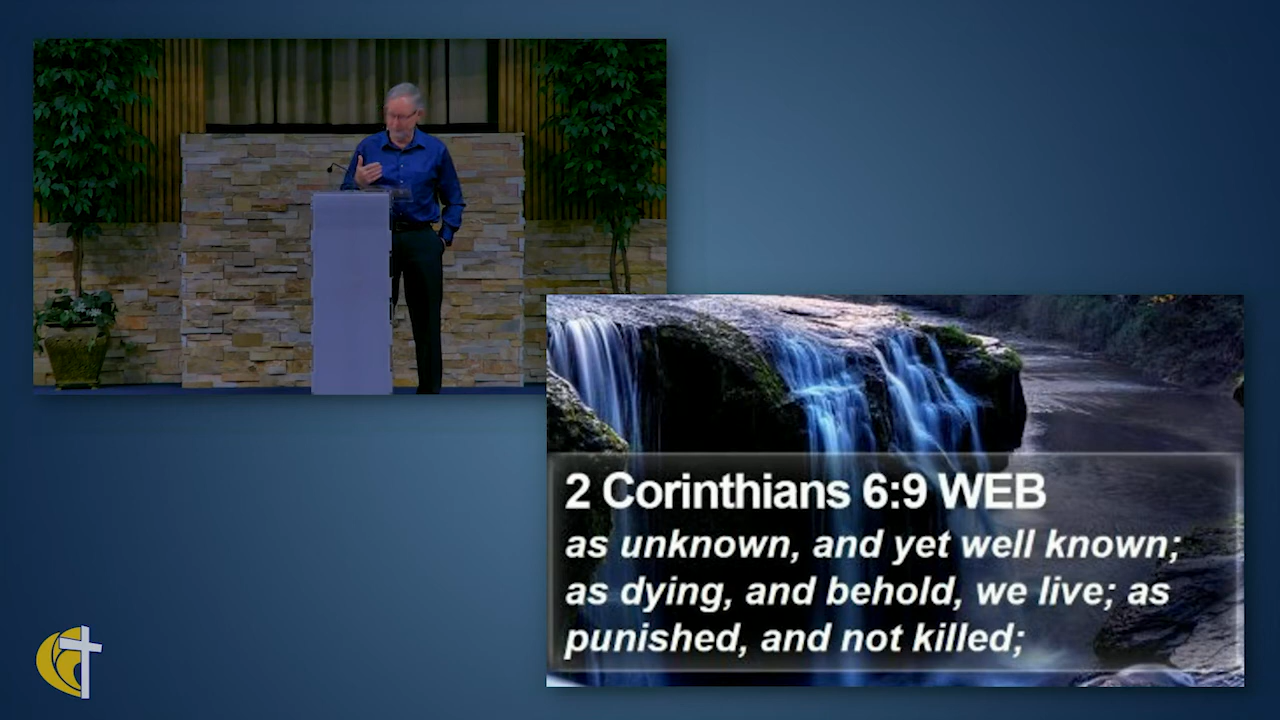 2 Corinthians 6:9 WEB
as unknown, and yet well known;
as dying, and behold, we live; as
punished, and not killed;